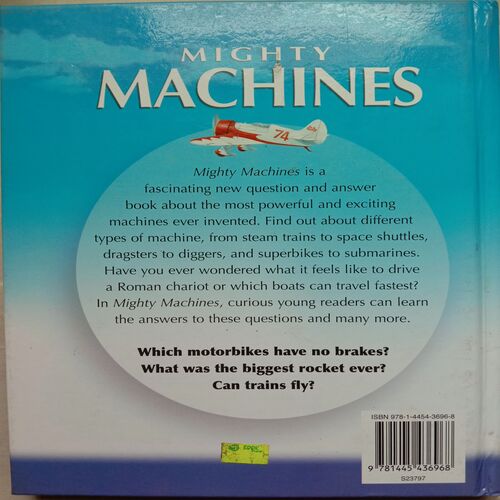 MIGHTY
MACHINES
74
Mighty Machines is a
fascinating new question and answer
book about the most powerful and exciting
machines ever invented. Find out about different
types of machine, from steam trains to space shuttles,
dragsters to diggers, and superbikes to submarines.
Have you ever wondered what it feels like to drive
a Roman chariot or which boats can travel fastest?
In Mighty Machines, curious young readers can learn
the answers to these questions and many more.
Which motorbikes have no brakes?
What was the biggest rocket ever?
Can trains fly?
ISBN 978-1-4454-3696-8
9 781445 436968
S23797